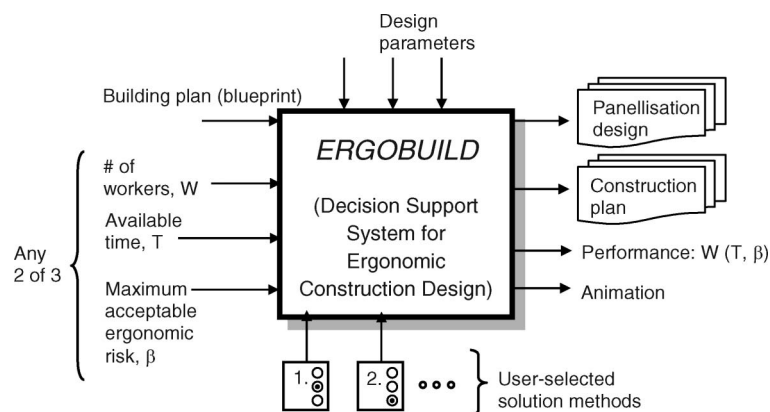 Design
parameters
Building plan (blueprint)
# of
workers, W
Available
time, T
Any
2 of 3
Maximum
acceptable
ergonomic
risk, β
ERGOBUILD
(Decision Support
System for
Ergonomic
Construction Design)
Panellisation
design
Construction
plan
Performance: W (T, β)
Animation
1.
2.
User-selected
solution methods